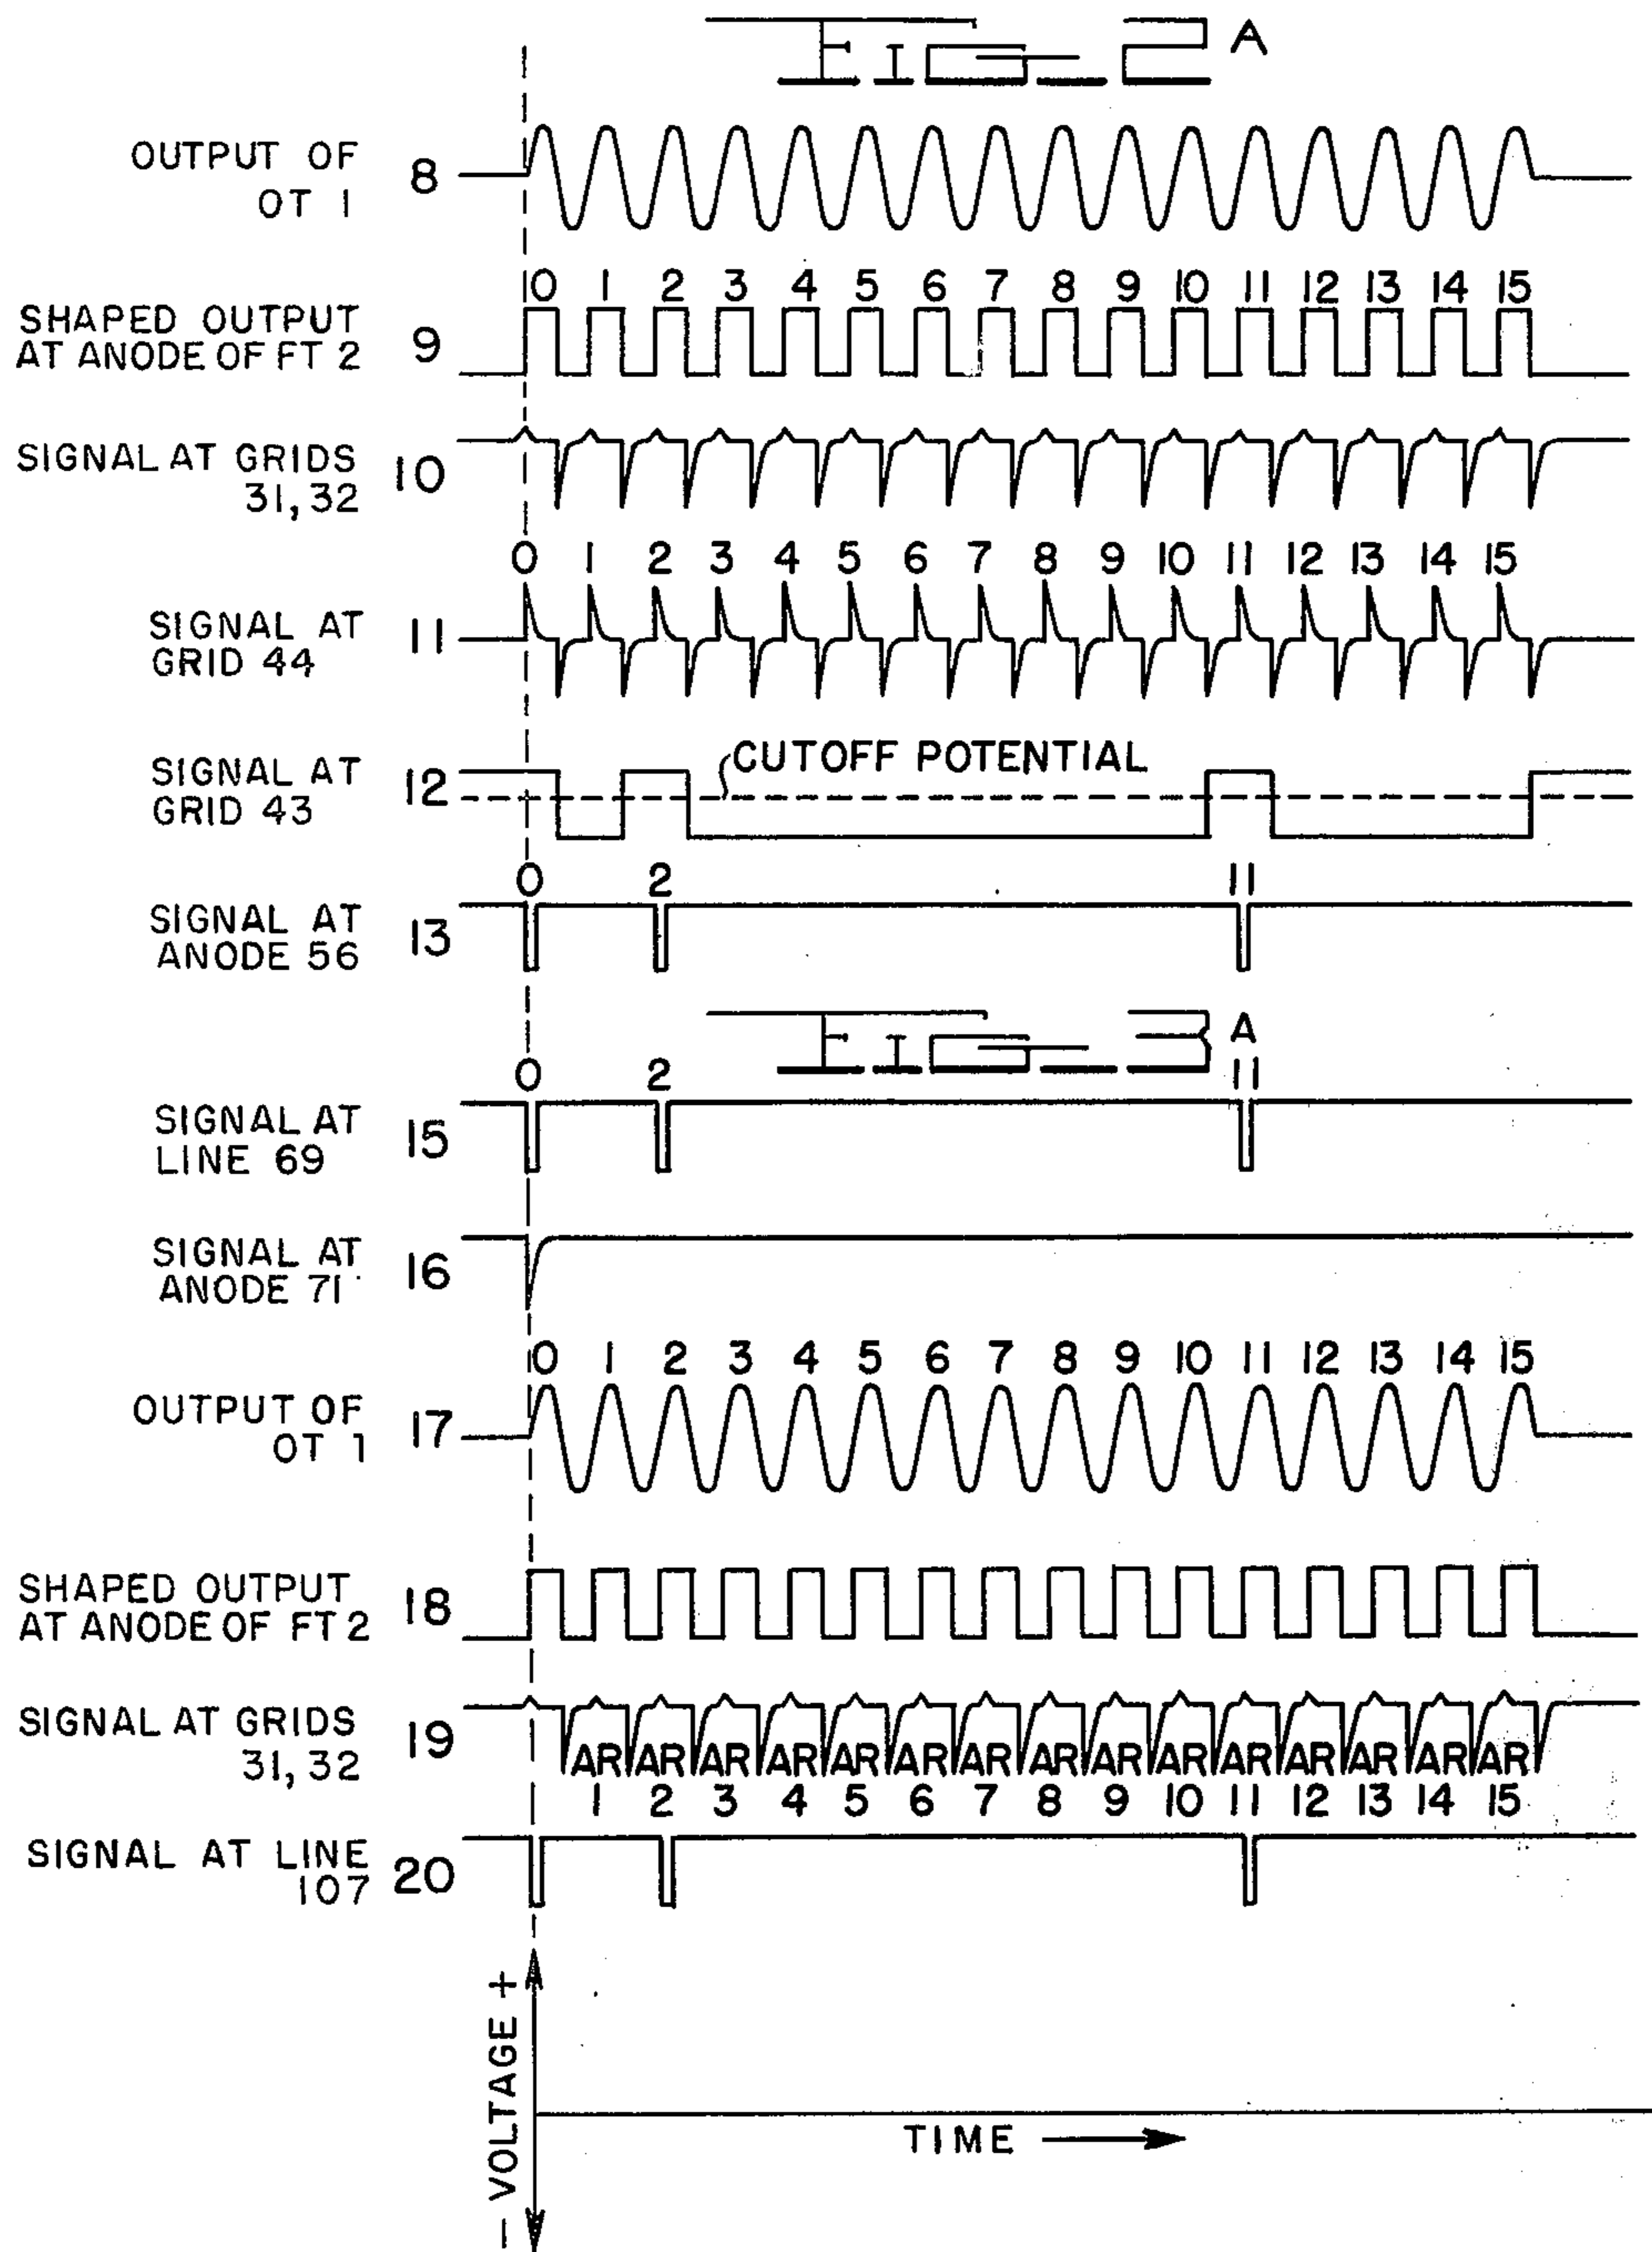 FIG_2A
OUTPUT OF
OT 1
8
0 1 2 3 4 5 6 7 8 9 10 11 12 13 14 15
SHAPED OUTPUT
AT ANODE OF FT 2
9
SIGNAL AT GRIDS
31, 32
10
0 1 2 3 4 5 6 7 8 9 10 11 12 13 14 15
SIGNAL AT
GRID 44
11
CUTOFF POTENTIAL
SIGNAL AT
GRID 43
12
0 2 11
SIGNAL AT
ANODE 56
13
FIG_3A
0 2 11
SIGNAL AT
LINE 69
15
SIGNAL AT
ANODE 71
16
0 1 2 3 4 5 6 7 8 9 10 11 12 13 14 15
OUTPUT OF
OT 1
17
SHAPED OUTPUT
AT ANODE OF FT 2
18
SIGNAL AT GRIDS
31, 32
19
AR AR AR AR AR AR AR AR AR AR AR AR AR AR AR
1 2 3 4 5 6 7 8 9 10 11 12 13 14 15
SIGNAL AT LINE
107
20
- VOLTAGE +
TIME